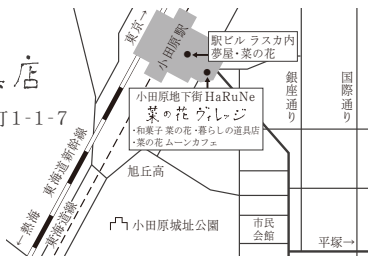 東京→
小田原駅
駅ビル ラスカ内
夢屋・菜の花
店
町1-1-7
小田原地下街 HaRuNe
菜の花 ヴィレッジ
・和菓子 菜の花・暮らしの道具店
・菜の花 ムーンカフェ
銀座通り
国際通り
東海道新幹線
東海道線
←熱海
旭丘高
小田原城址公園
市民
会館
平塚→